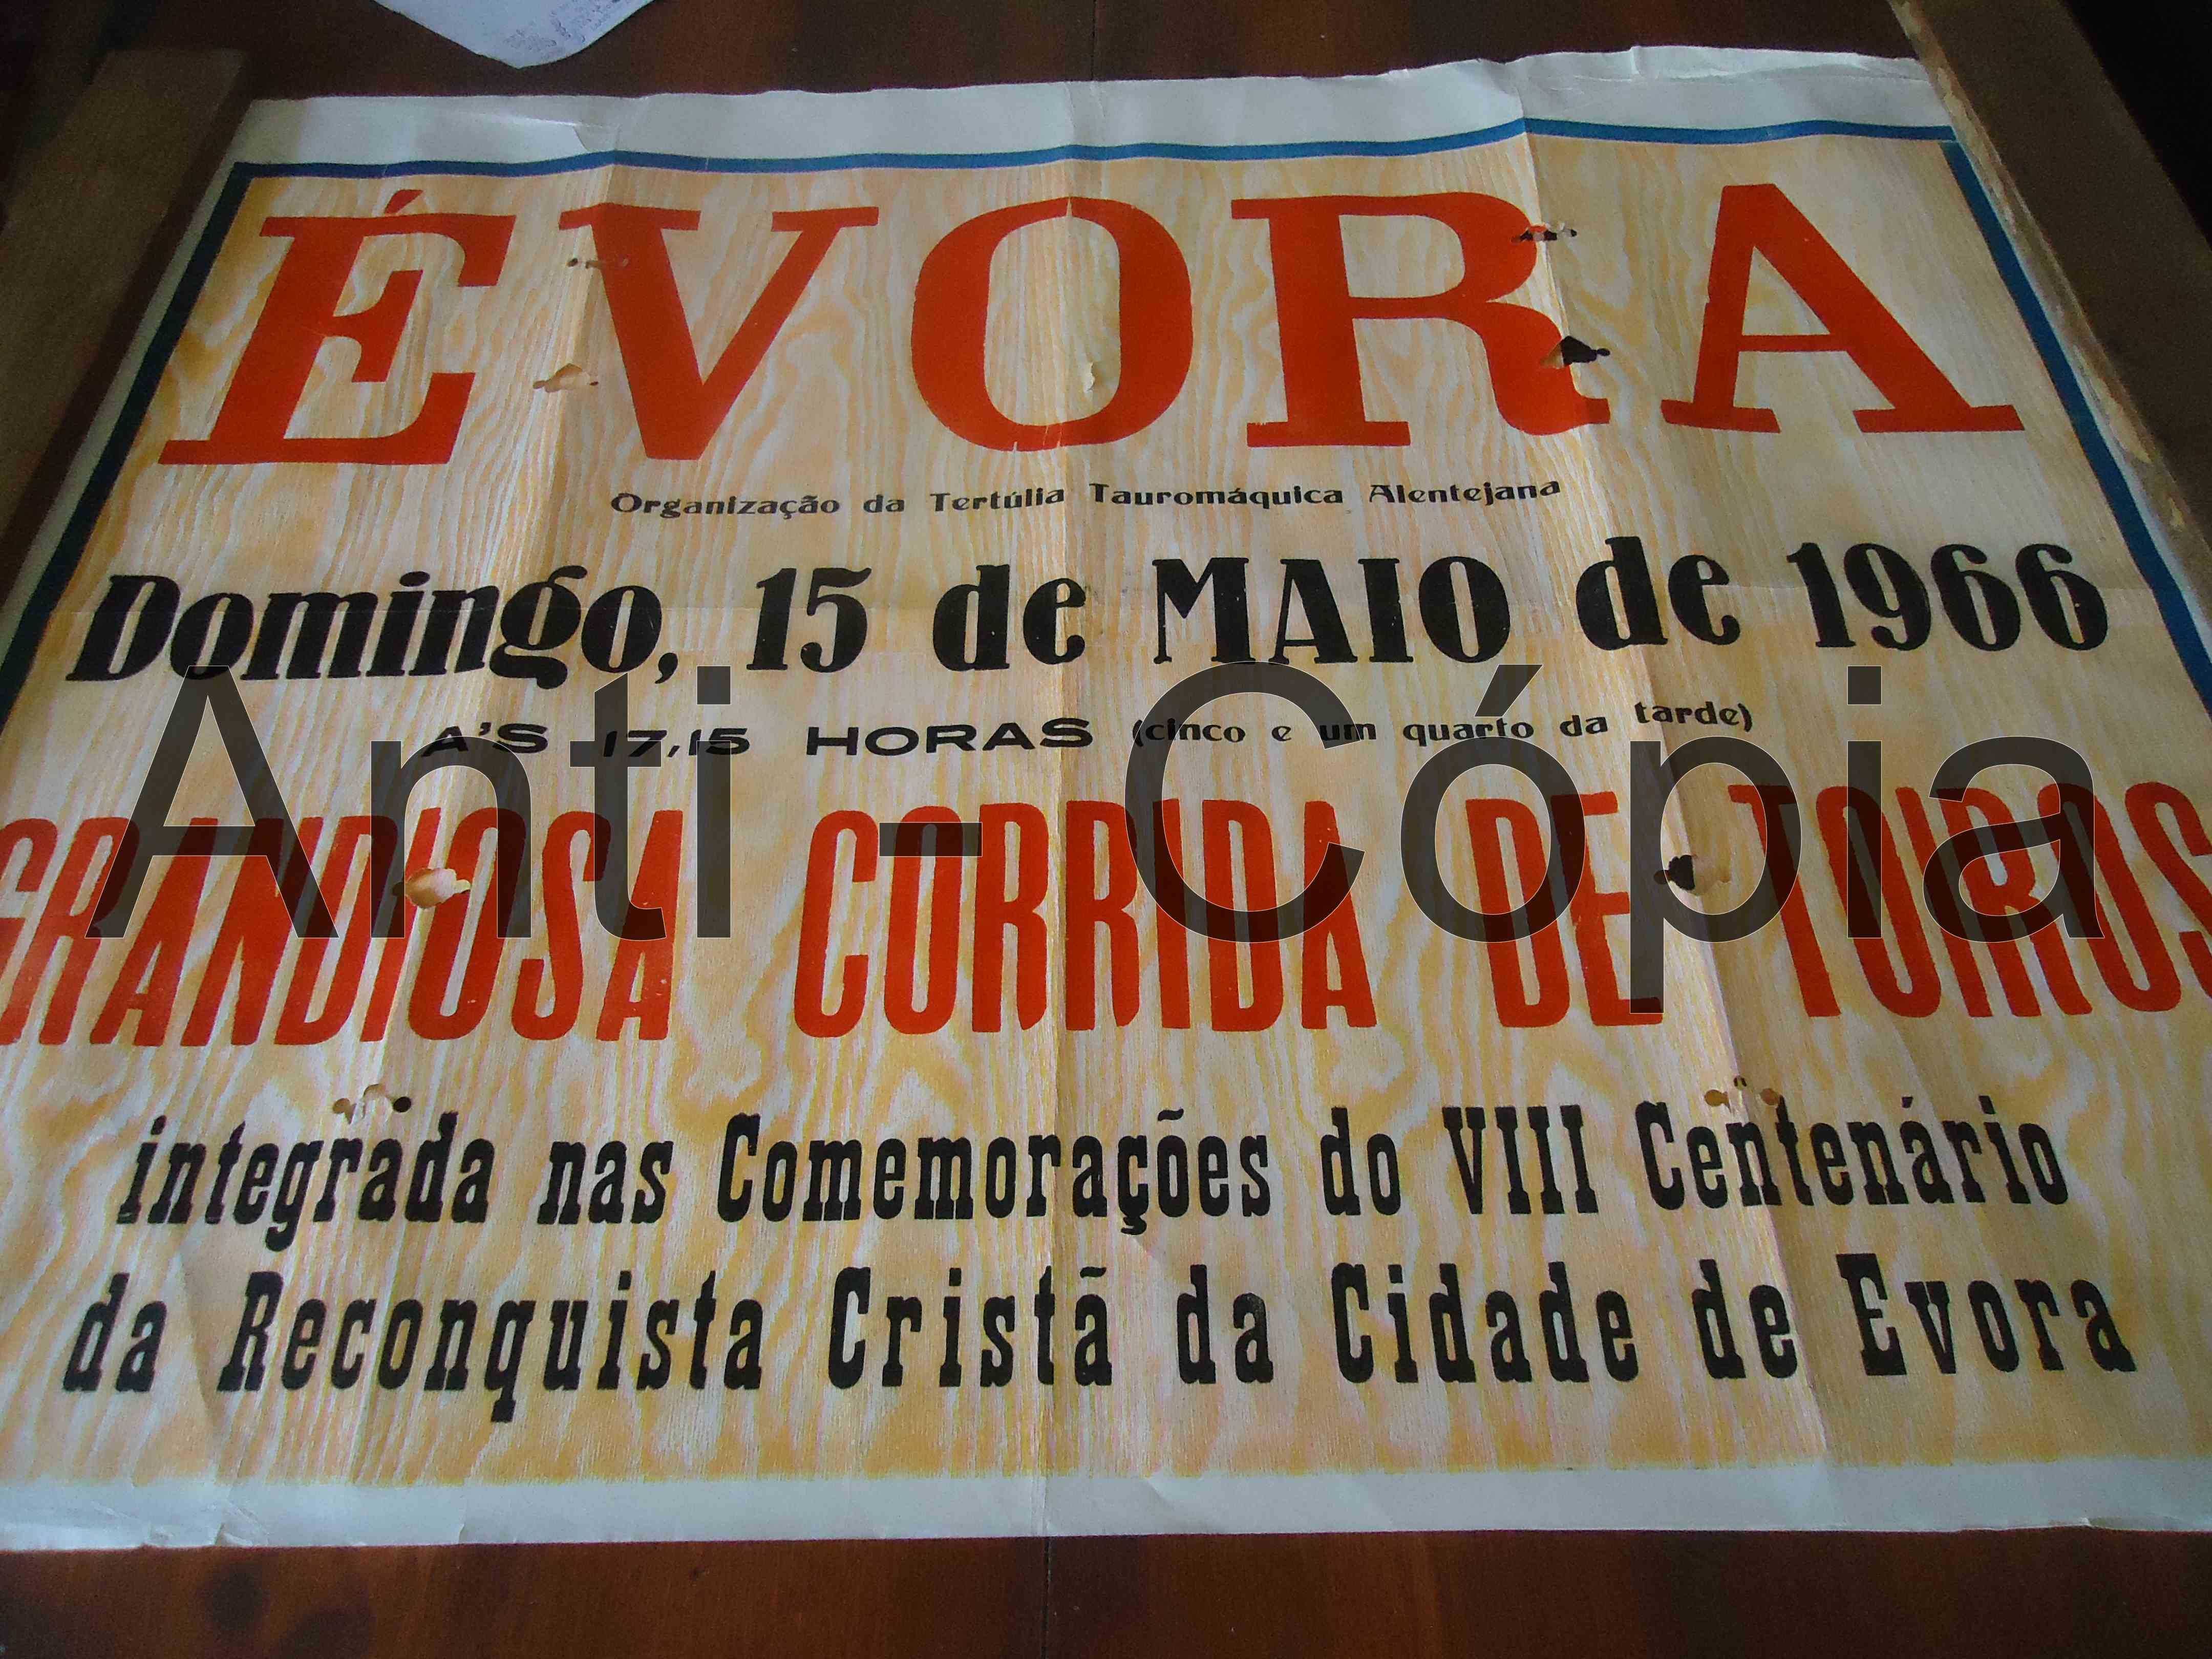 ÉVORA
Organização da Tertúlia Tauromáquica Alentejana
Domingo, 15 de MAIO de 1966
A'S 17,15 HORAS (cinco e um quarto da tarde)
Anti - Cópia
GRANDIOSA CORRIDA DE TOIROS
integrada nas Comemorações do VIII Centenário
da Reconquista Cristã da Cidade de Evora